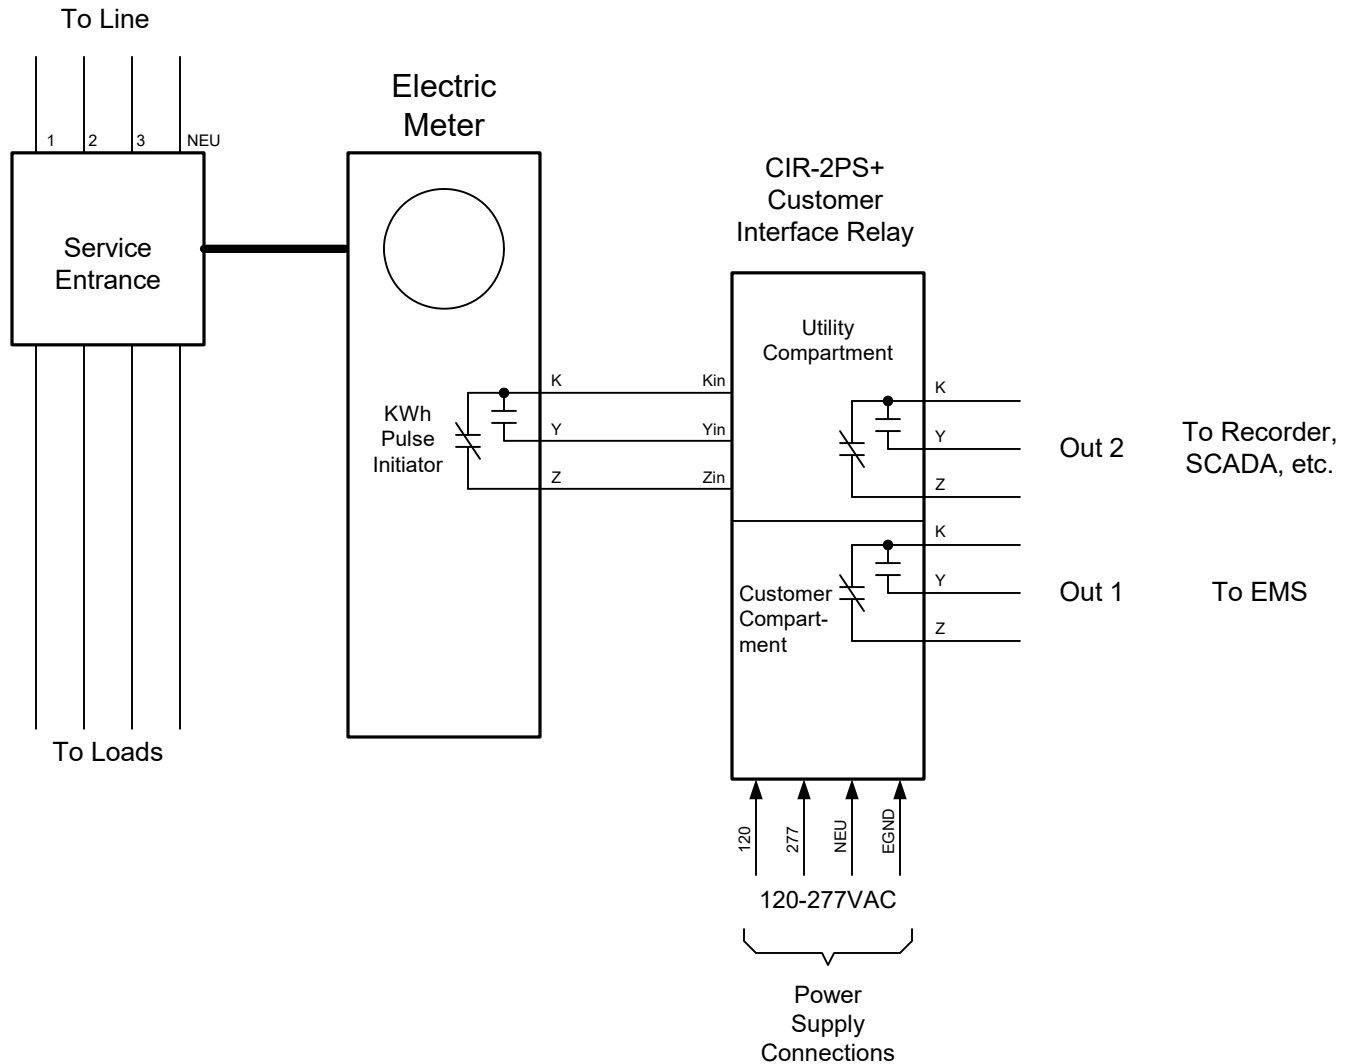 To Line
1
2
3
NEU
Service
Entrance
To Loads
Electric
Meter
KWh
Pulse
Initiator
K
Y
Z
Kin
Yin
Zin
CIR-2PS+
Customer
Interface Relay
Utility
Compartment
K
Y
Z
Out 2
To Recorder,
SCADA, etc.
Customer
Compart-
ment
K
Y
Z
Out 1
To EMS
120
277
NEU
EGND
120-277VAC
Power
Supply
Connections